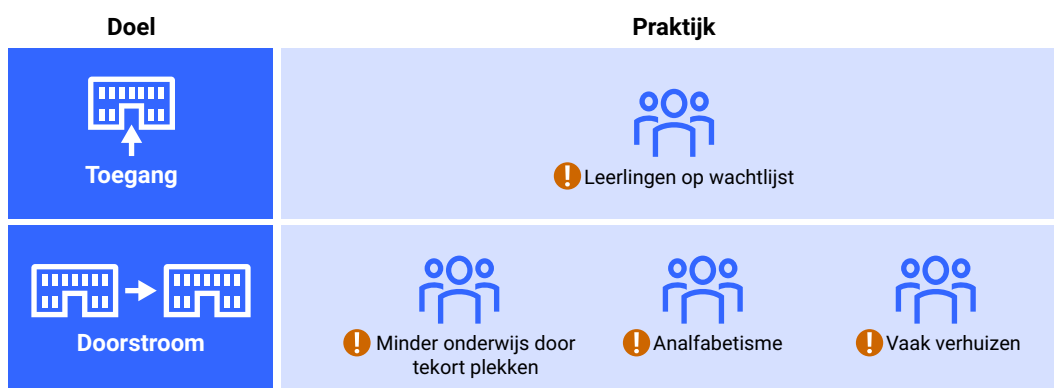 Doel
Praktijk
Toegang
Leerlingen op wachtlijst
Doorstroom
Minder onderwijs door
tekort plekken
Analfabetisme
Vaak verhuizen